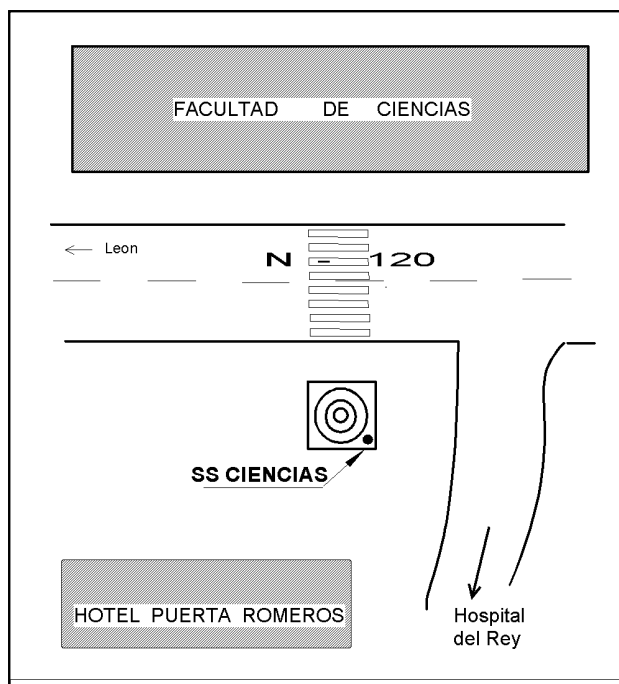 FACULTAD DE CIENCIAS
← Leon
N - 120
SS CIENCIAS
HOTEL PUERTA ROMEROS
Hospital
del Rey